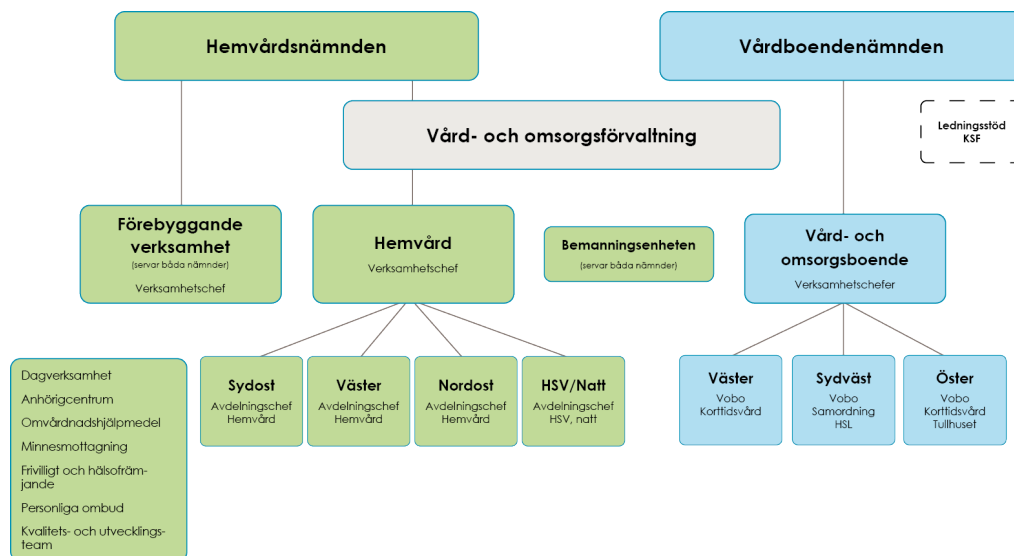 Hemvårdsnämnden
Vårdboendenämnden
Vård- och omsorgsförvaltning
Ledningsstöd
KSF
Förebyggande
verksamhet
(servar båda nämnder)
Verksamhetschef
Hemvård
Verksamhetschef
Bemanningsenheten
(servar båda nämnder)
Vård- och
omsorgsboende
Verksamhetschefer
Dagverksamhet
Anhörigcentrum
Omvårdnadshjälpmedel
Minnesmottagning
Frivilligt och hälsofräm-
jande
Personliga ombud
Kvalitets- och utvecklings-
team
Sydost
Avdelningschef
Hemvård
Väster
Avdelningschef
Hemvård
Nordost
Avdelningschef
Hemvård
HSV/Natt
Avdelningschef
HSV, natt
Väster
Vobo
Korttidsvård
Sydväst
Vobo
Samordning
HSL
Öster
Vobo
Korttidsvård
Tullhuset